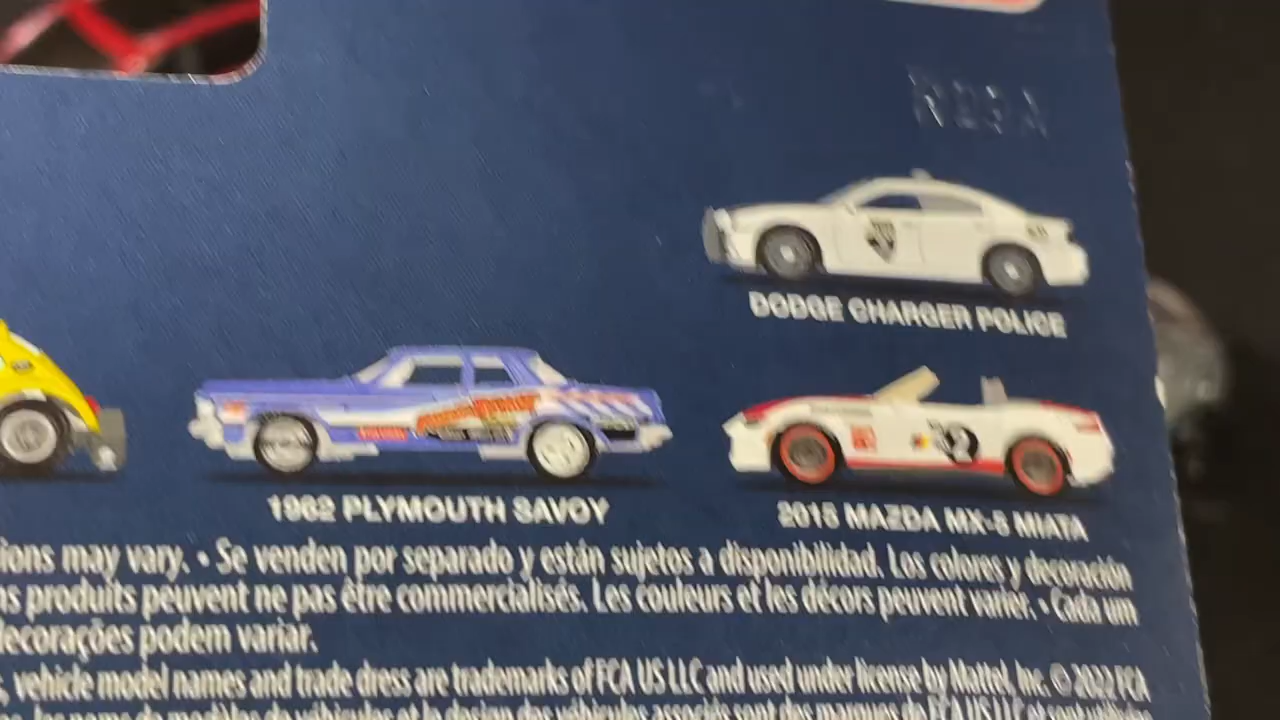 DODGE CHARGER POLICE
1962 PLYMOUTH SAVOY
2015 MAZDA MX-5 MIATA
ions may vary. • Se venden por separado y están sujetos a disponibilidad. Los colores y decoración
ns produits peuvent ne pas être commercialisés. Les couleurs et les décors peuvent varier. • Cada um
decorações podem variar.
, vehicle model names and trade dress are trademarks of FCA US LLC and used under license by Mattel, Inc. © 2022 FCA